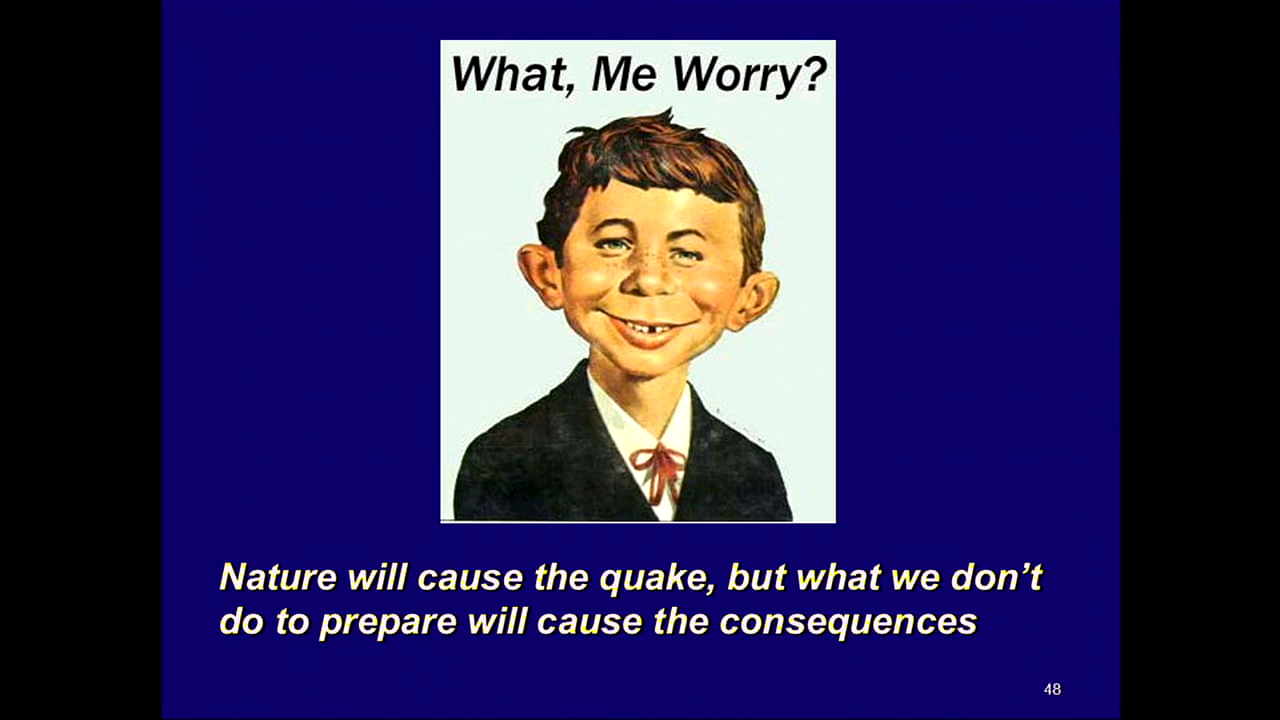 What, Me Worry?
Nature will cause the quake, but what we don’t
do to prepare will cause the consequences
48